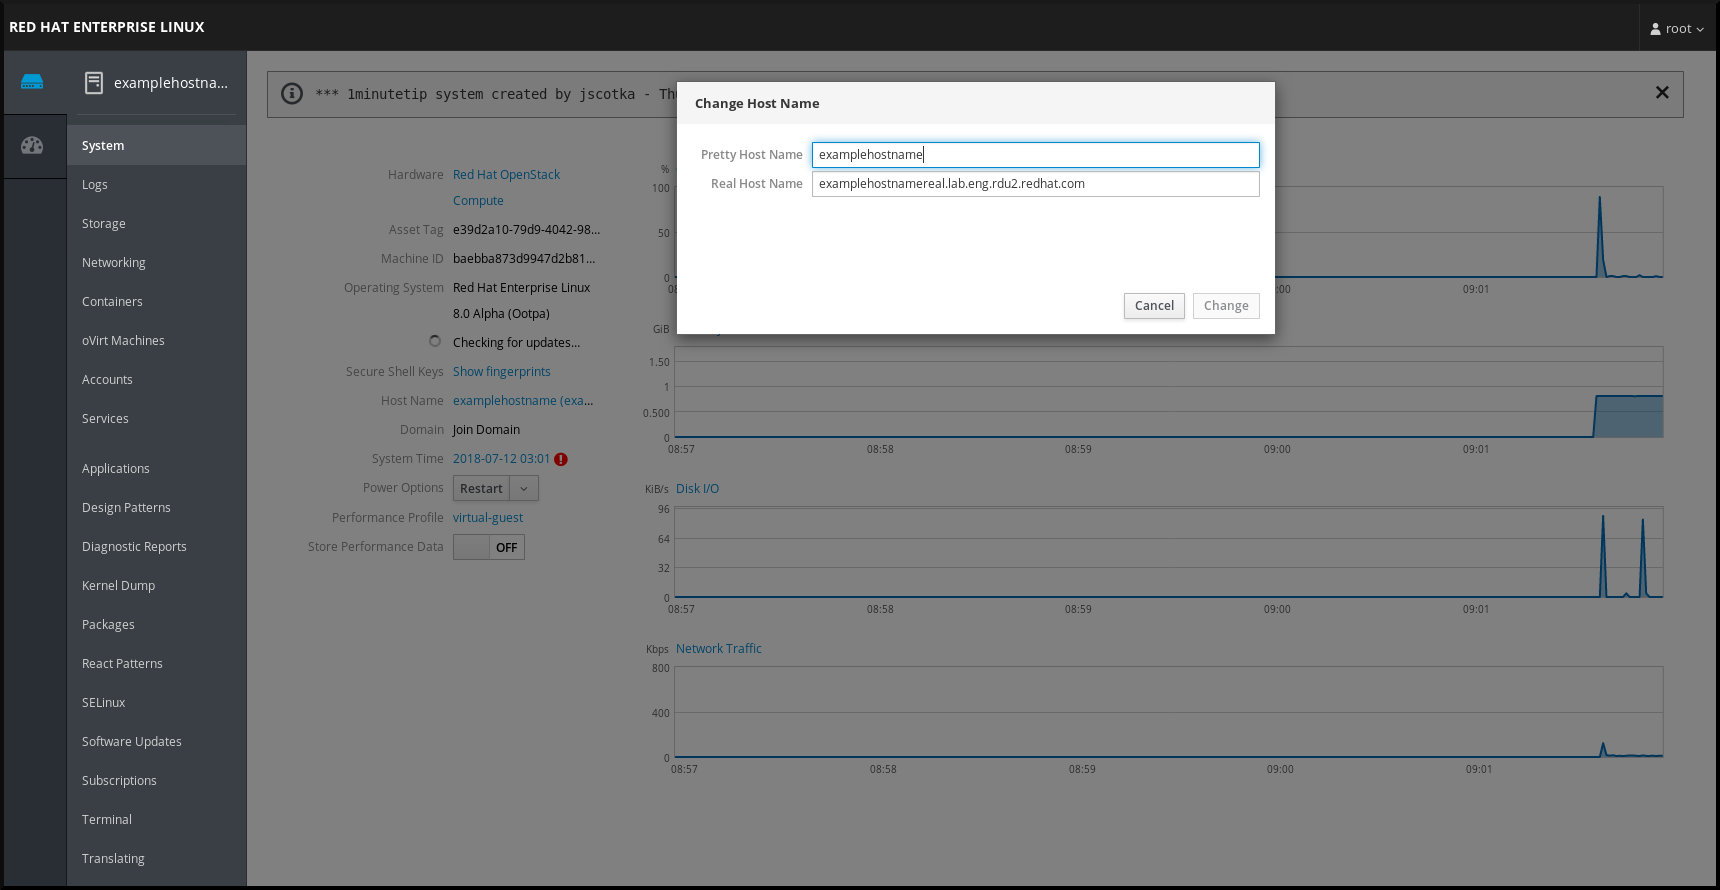 RED HAT ENTERPRISE LINUX
root
examplehostna...
System
Logs
Storage
Networking
Containers
oVirt Machines
Accounts
Services
Applications
Design Patterns
Diagnostic Reports
Kernel Dump
Packages
React Patterns
SELinux
Software Updates
Subscriptions
Terminal
Translating
*** 1minutetip system created by jscotka - Thu
Change Host Name
Pretty Host Name examplehostname
Real Host Name examplehostnamereal.lab.eng.rdu2.redhat.com
Cancel Change
Hardware Red Hat OpenStack
Compute
Asset Tag e39d2a10-79d9-4042-98...
Machine ID baebba873d9947d2b81...
Operating System Red Hat Enterprise Linux
8.0 Alpha (Ootpa)
Checking for updates...
Secure Shell Keys Show fingerprints
Host Name examplehostname (exa...
Domain Join Domain
System Time 2018-07-12 03:01
Power Options Restart
Performance Profile virtual-guest
Store Performance Data OFF
%
100
50
0
:00 09:01
GiB
1.50
1
0.500
0
08:57 08:58 08:59 09:00 09:01
KiB/s Disk I/O
96
64
32
0
08:57 08:58 08:59 09:00 09:01
Kbps Network Traffic
800
400
0
08:57 08:58 08:59 09:00 09:01